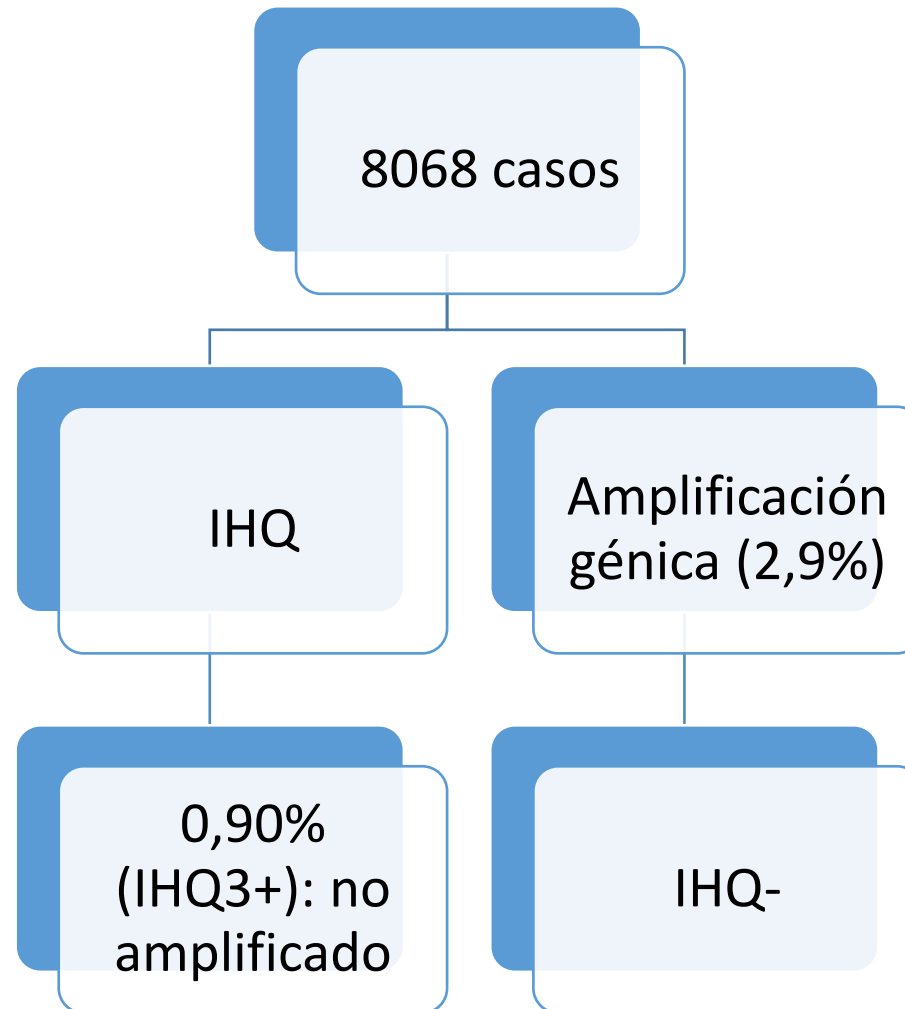 8068 casos
IHQ
Amplificación
génica (2,9%)
0,90%
(IHQ3+): no
amplificado
IHQ-